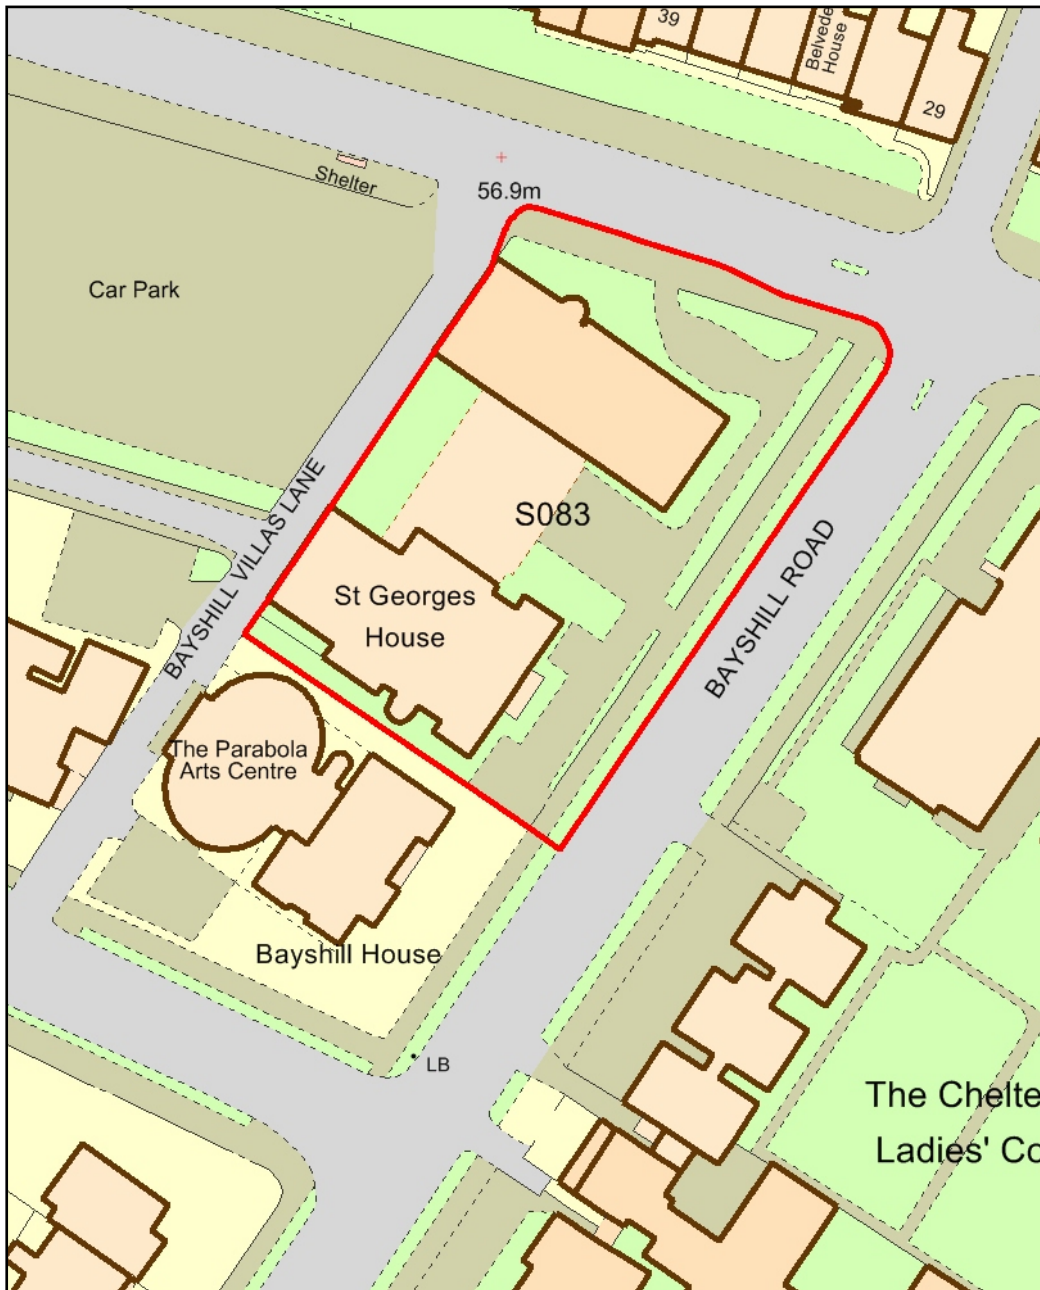 39
Belvede
House
29
Shelter
56.9m
Car Park
S083
BAYSHILL VILLAS LANE
St Georges
House
BAYSHILL ROAD
The Parabola
Arts Centre
Bayshill House
LB
The Chelte
Ladies' Co